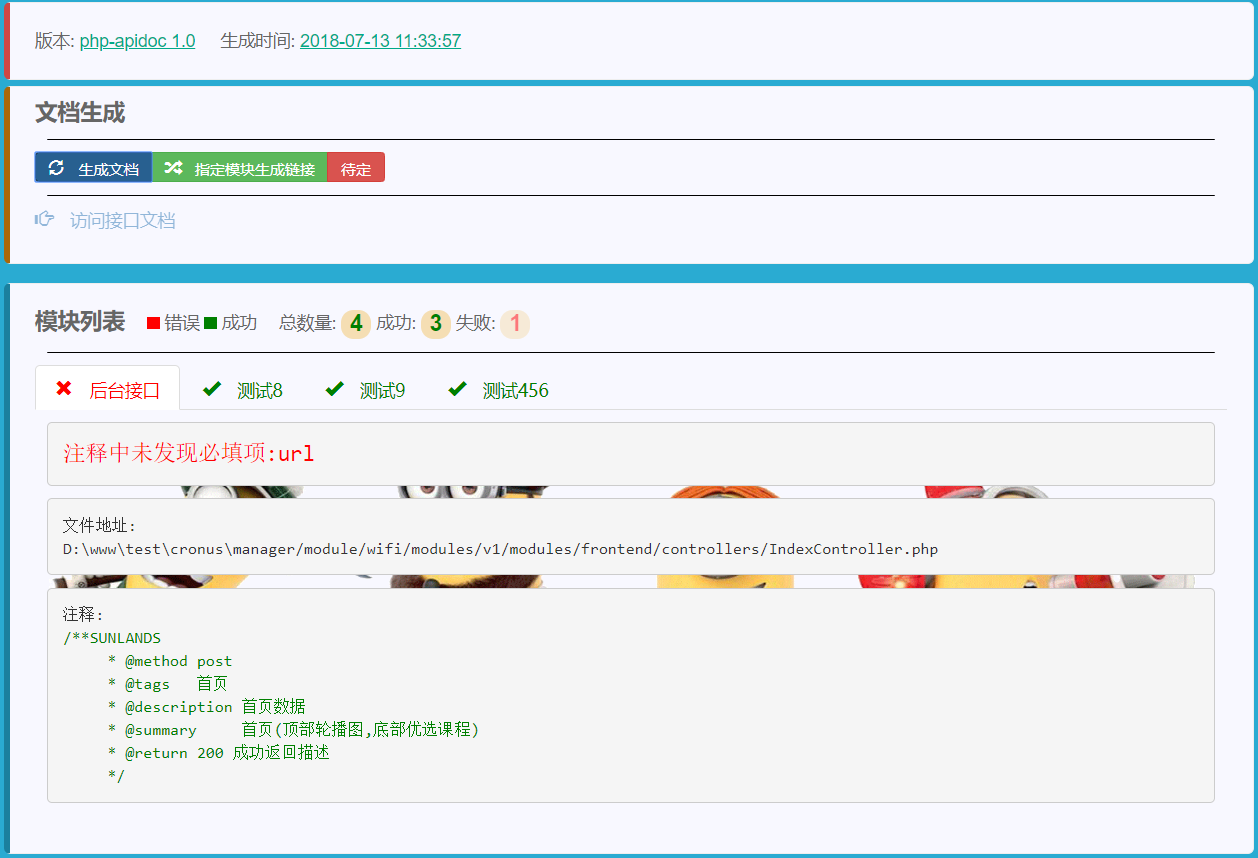 版本: php-apidoc 1.0 生成时间: 2018-07-13 11:33:57
文档生成
生成文档 指定模块生成链接 待定
访问接口文档
模块列表 错误 成功 总数量: 4 成功: 3 失败: 1
后台接口 测试8 测试9 测试456
注释中未发现必填项:url
文件地址:
D:\www\test\cronus\manager/module/wifi/modules/v1/modules/frontend/controllers/IndexController.php
注释:
/**SUNLANDS
* @method post
* @tags 首页
* @description 首页数据
* @summary 首页(顶部轮播图,底部优选课程)
* @return 200 成功返回描述
*/